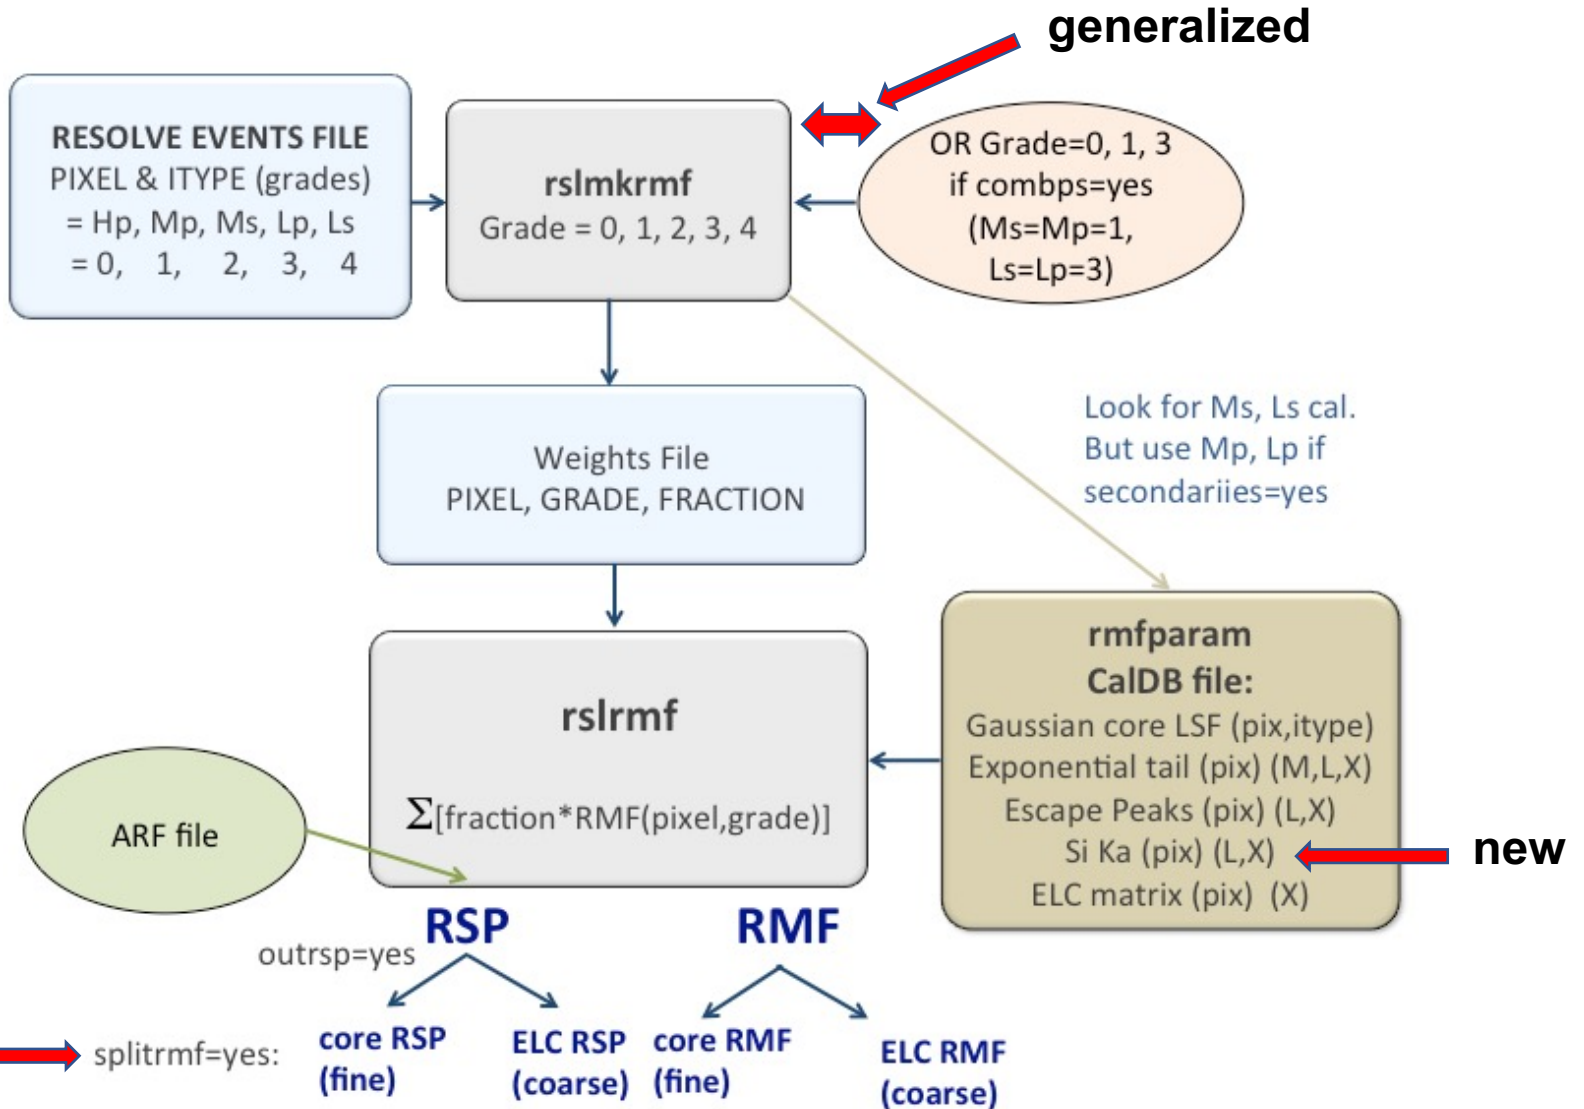 generalized
RESOLVE EVENTS FILE
PIXEL & ITYPE (grades)
= Hp, Mp, Ms, Lp, Ls
= 0, 1, 2, 3, 4
rslmkrmf
Grade = 0, 1, 2, 3, 4
OR Grade=0, 1, 3
if combps=yes
(Ms=Mp=1,
Ls=Lp=3)
Weights File
PIXEL, GRADE, FRACTION
Look for Ms, Ls cal.
But use Mp, Lp if
secondariies=yes
rslrmf
Σ[fraction*RMF(pixel,grade)]
rmfparam
CalDB file:
Gaussian core LSF (pix,itype)
Exponential tail (pix) (M,L,X)
Escape Peaks (pix) (L,X)
Si Ka (pix) (L,X)
ELC matrix (pix) (X)
new
ARF file
RSP
RMF
outrsp=yes
splitrmf=yes:
core RSP
(fine)
ELC RSP
(coarse)
core RMF
(fine)
ELC RMF
(coarse)